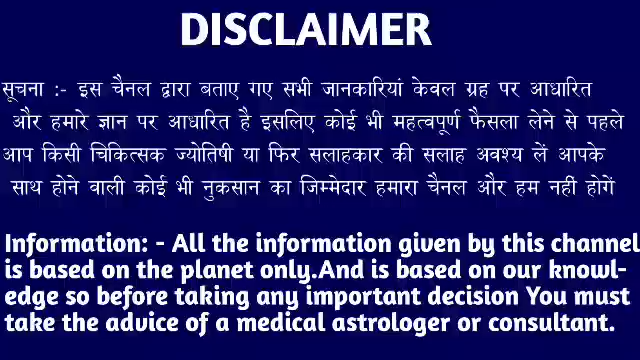 DISCLAIMER
सूचना :- इस चैनल द्वारा बताए गए सभी जानकारियां केवल ग्रह पर आधारित
और हमारे ज्ञान पर आधारित है इसलिए कोई भी महत्वपूर्ण फैसला लेने से पहले
आप किसी चिकित्सक ज्योतिषी या फिर सलाहकार की सलाह अवश्य लें आपके
साथ होने वाली कोई भी नुकसान का जिम्मेदार हमारा चैनल और हम नहीं होगें
Information: - All the information given by this channel
is based on the planet only.And is based on our knowl-
edge so before taking any important decision You must
take the advice of a medical astrologer or consultant.